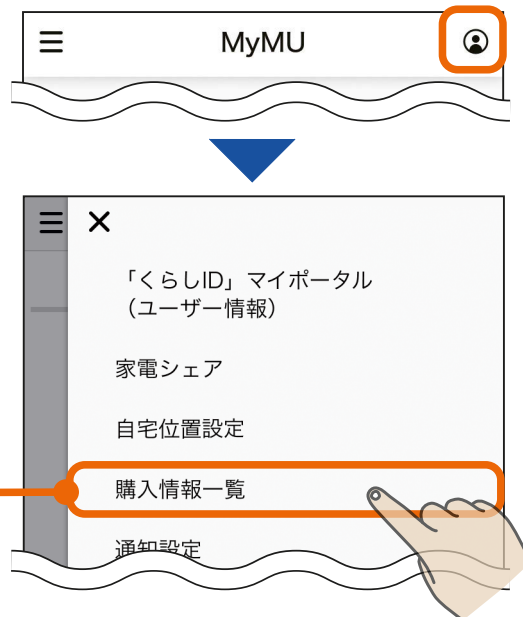 MyMU
「くらしID」マイポータル
（ユーザー情報）
家電シェア
自宅位置設定
購入情報一覧
通知設定